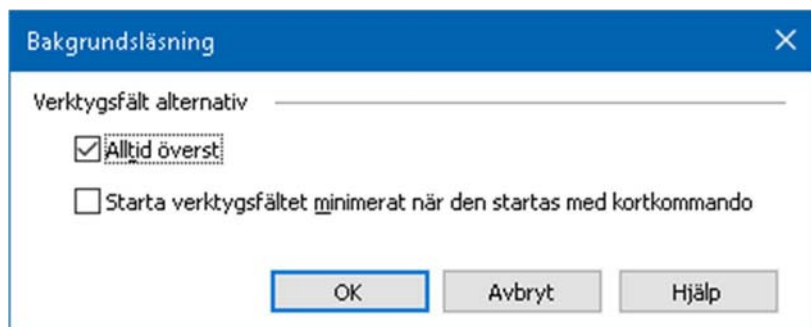 Bakgrundsläsning
Verktygsfält alternativ
Alltid överst
Starta verktygsfältet minimerat när den startas med kortkommando
OK Avbryt Hjälp